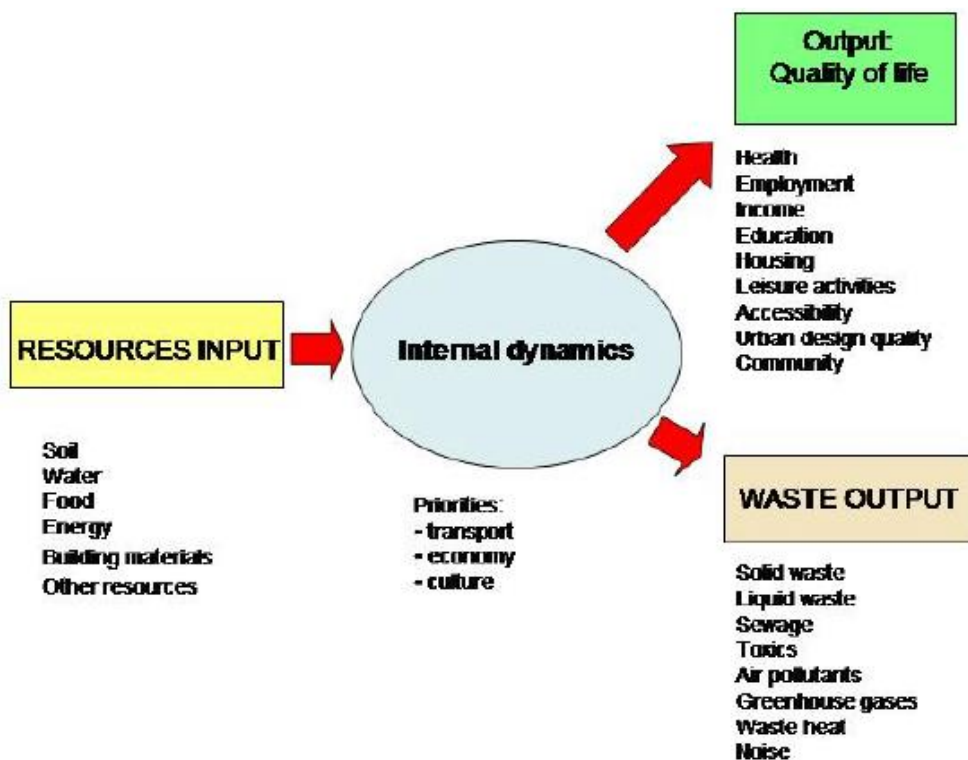 RESOURCES INPUT
Soil
Water
Food
Energy
Building materials
Other resources
Internal dynamics
Priorities:
- transport
- economy
- culture
Output:
Quality of life
Health
Employment
Income
Education
Housing
Leisure activities
Accessibility
Urban design quality
Community
WASTE OUTPUT
Solid waste
Liquid waste
Sewage
Toxics
Air pollutants
Greenhouse gases
Waste heat
Noise